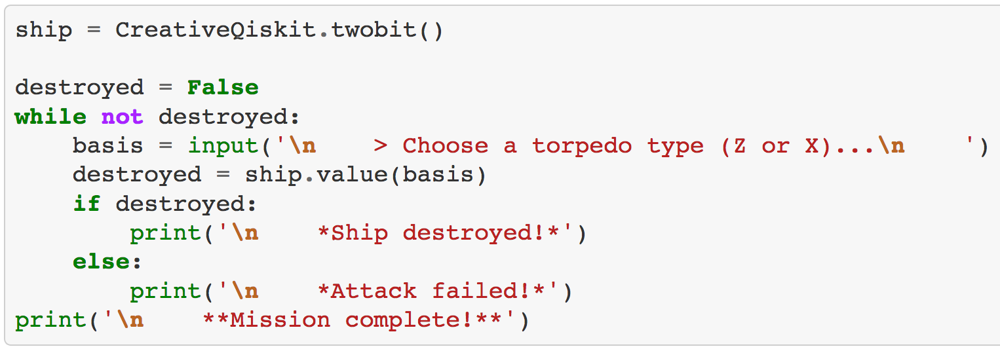 ship = CreativeQiskit.twobit()

destroyed = False
while not destroyed:
    basis = input('\n    > Choose a torpedo type (Z or X)...\n    ')
    destroyed = ship.value(basis)
    if destroyed:
        print('\n    *Ship destroyed!*')
    else:
        print('\n    *Attack failed!*')
print('\n    **Mission complete!**')